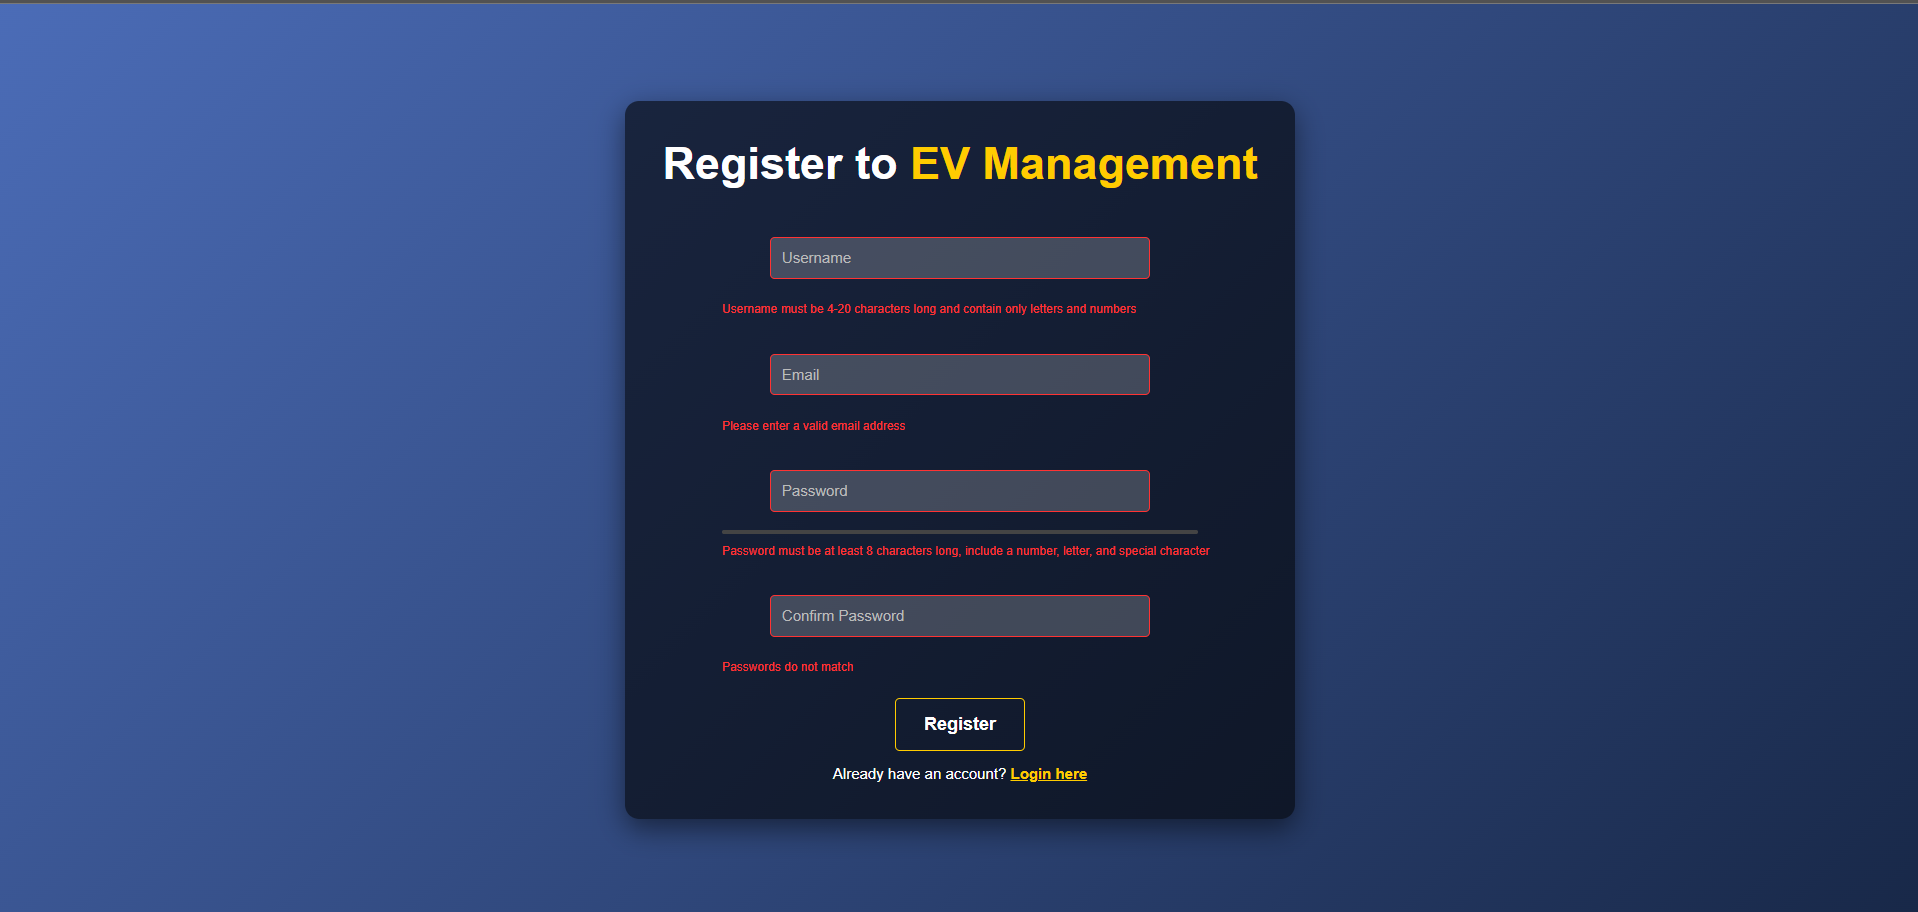 Register to EV Management
Username
Username must be 4-20 characters long and contain only letters and numbers
Email
Please enter a valid email address
Password
Password must be at least 8 characters long, include a number, letter, and special character
Confirm Password
Passwords do not match
Register
Already have an account? Login here